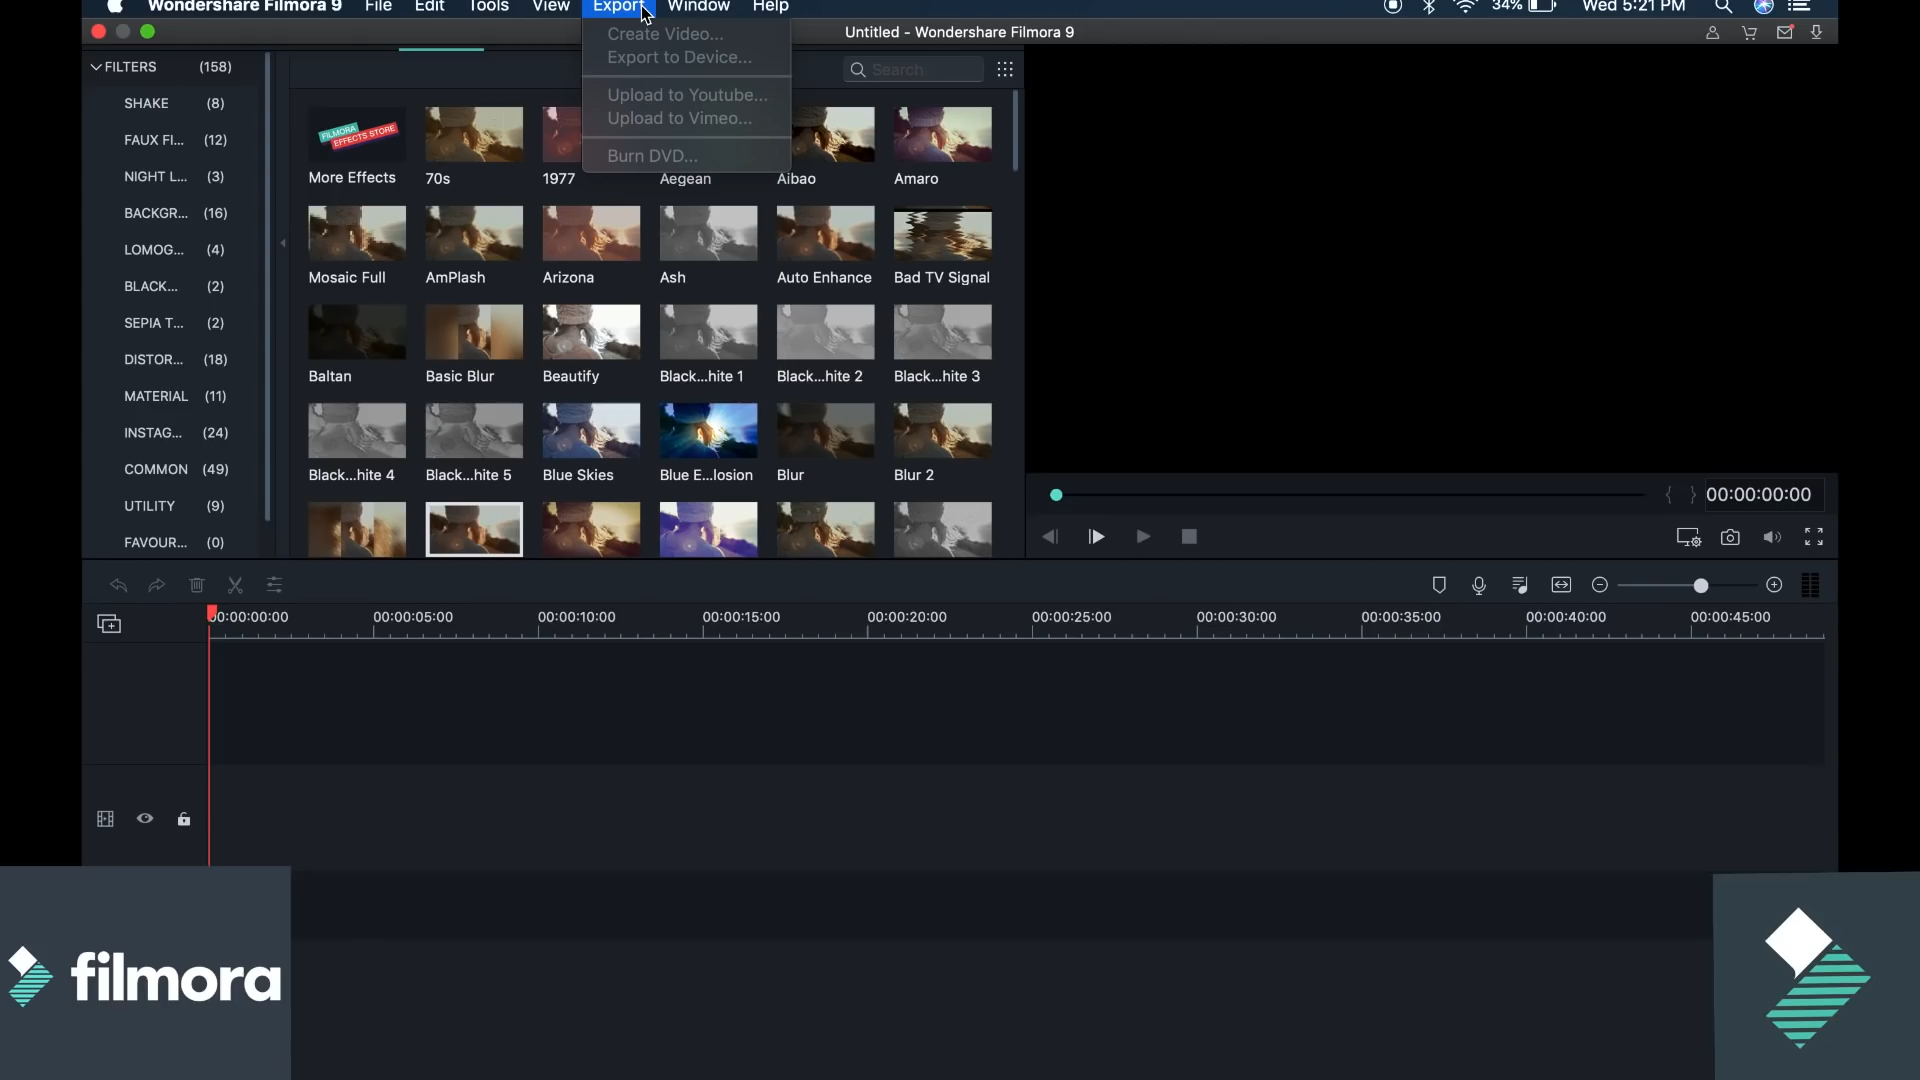 Wondershare Filmora 9 File Edit Tools View Export Window Help 34% Wed 5:21 PM
Untitled - Wondershare Filmora 9
Create Video...
Export to Device...
Upload to Youtube...
Upload to Vimeo...
Burn DVD...
FILTERS (158)
SHAKE (8)
FAUX FI... (12)
NIGHT L... (3)
BACKGR... (16)
LOMOG... (4)
BLACK... (2)
SEPIA T... (2)
DISTOR... (18)
MATERIAL (11)
INSTAG... (24)
COMMON (49)
UTILITY (9)
FAVOUR... (0)
Search
FILMORA
EFFECTS STORE
More Effects 70s 1977 Aegean Aibao Amaro
Mosaic Full AmPlash Arizona Ash Auto Enhance Bad TV Signal
Baltan Basic Blur Beautify Black...hite 1 Black...hite 2 Black...hite 3
Black...hite 4 Black...hite 5 Blue Skies Blue E...losion Blur Blur 2
00:00:00:00
00:00:00:00 00:00:05:00 00:00:10:00 00:00:15:00 00:00:20:00 00:00:25:00 00:00:30:00 00:00:35:00 00:00:40:00 00:00:45:00
filmora